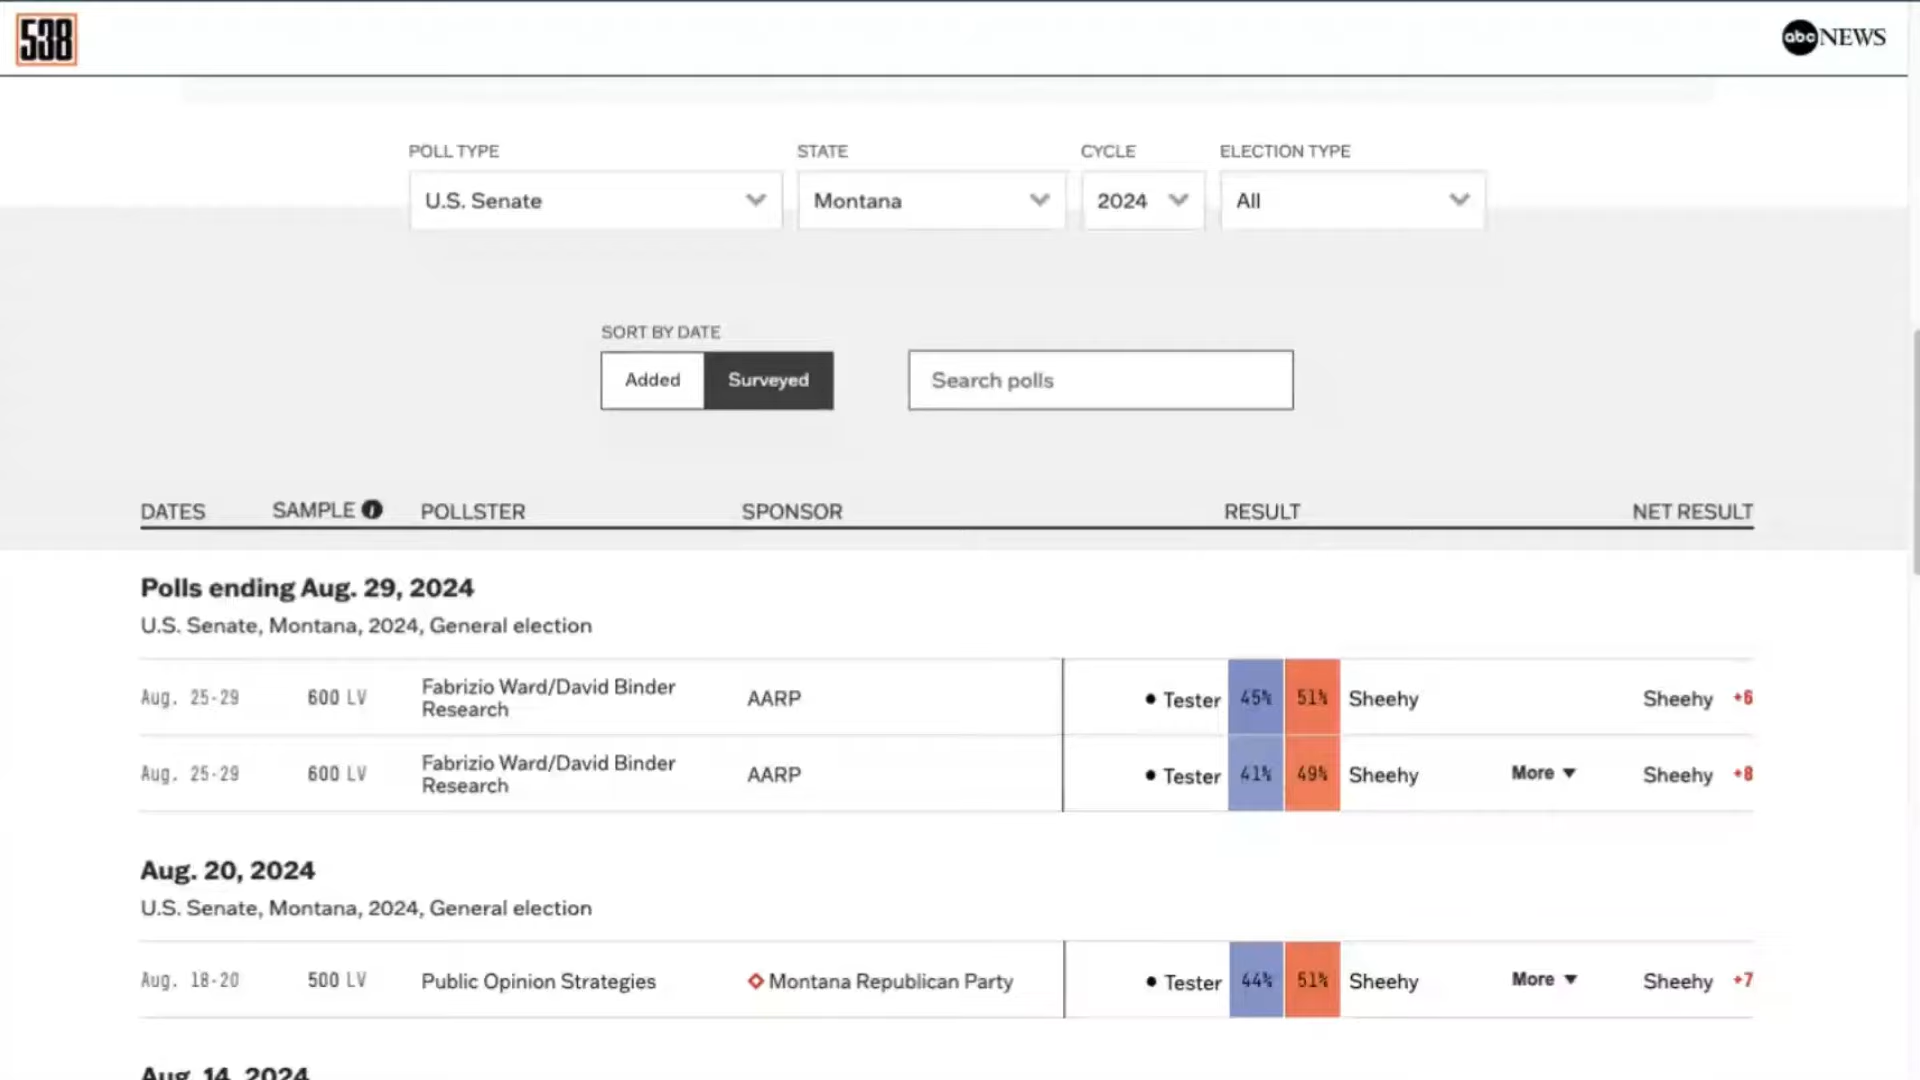 538
abc NEWS
POLL TYPE STATE CYCLE ELECTION TYPE
U.S. Senate Montana 2024 All
SORT BY DATE
Added Surveyed Search polls
DATES SAMPLE i POLLSTER SPONSOR RESULT NET RESULT
Polls ending Aug. 29, 2024
U.S. Senate, Montana, 2024, General election
Aug. 25-29 600 LV Fabrizio Ward/David Binder Research AARP • Tester 45% 51% Sheehy Sheehy +6
Aug. 25-29 600 LV Fabrizio Ward/David Binder Research AARP • Tester 41% 49% Sheehy More ▼ Sheehy +8
Aug. 20, 2024
U.S. Senate, Montana, 2024, General election
Aug. 18-20 500 LV Public Opinion Strategies ◇ Montana Republican Party • Tester 44% 51% Sheehy More ▼ Sheehy +7
Aug. 14, 2024